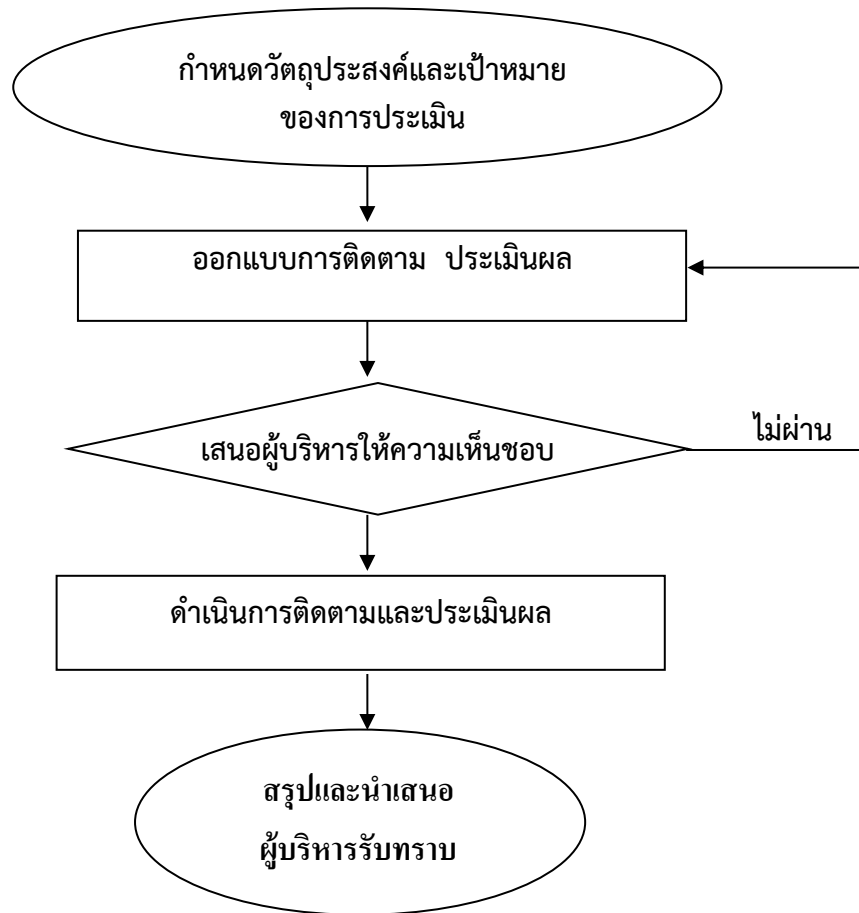 กำหนดวัตถุประสงค์และเป้าหมาย
ของการประเมิน
ออกแบบการติดตาม ประเมินผล
เสนอผู้บริหารให้ความเห็นชอบ
ไม่ผ่าน
ดำเนินการติดตามและประเมินผล
สรุปและนำเสนอ
ผู้บริหารรับทราบ